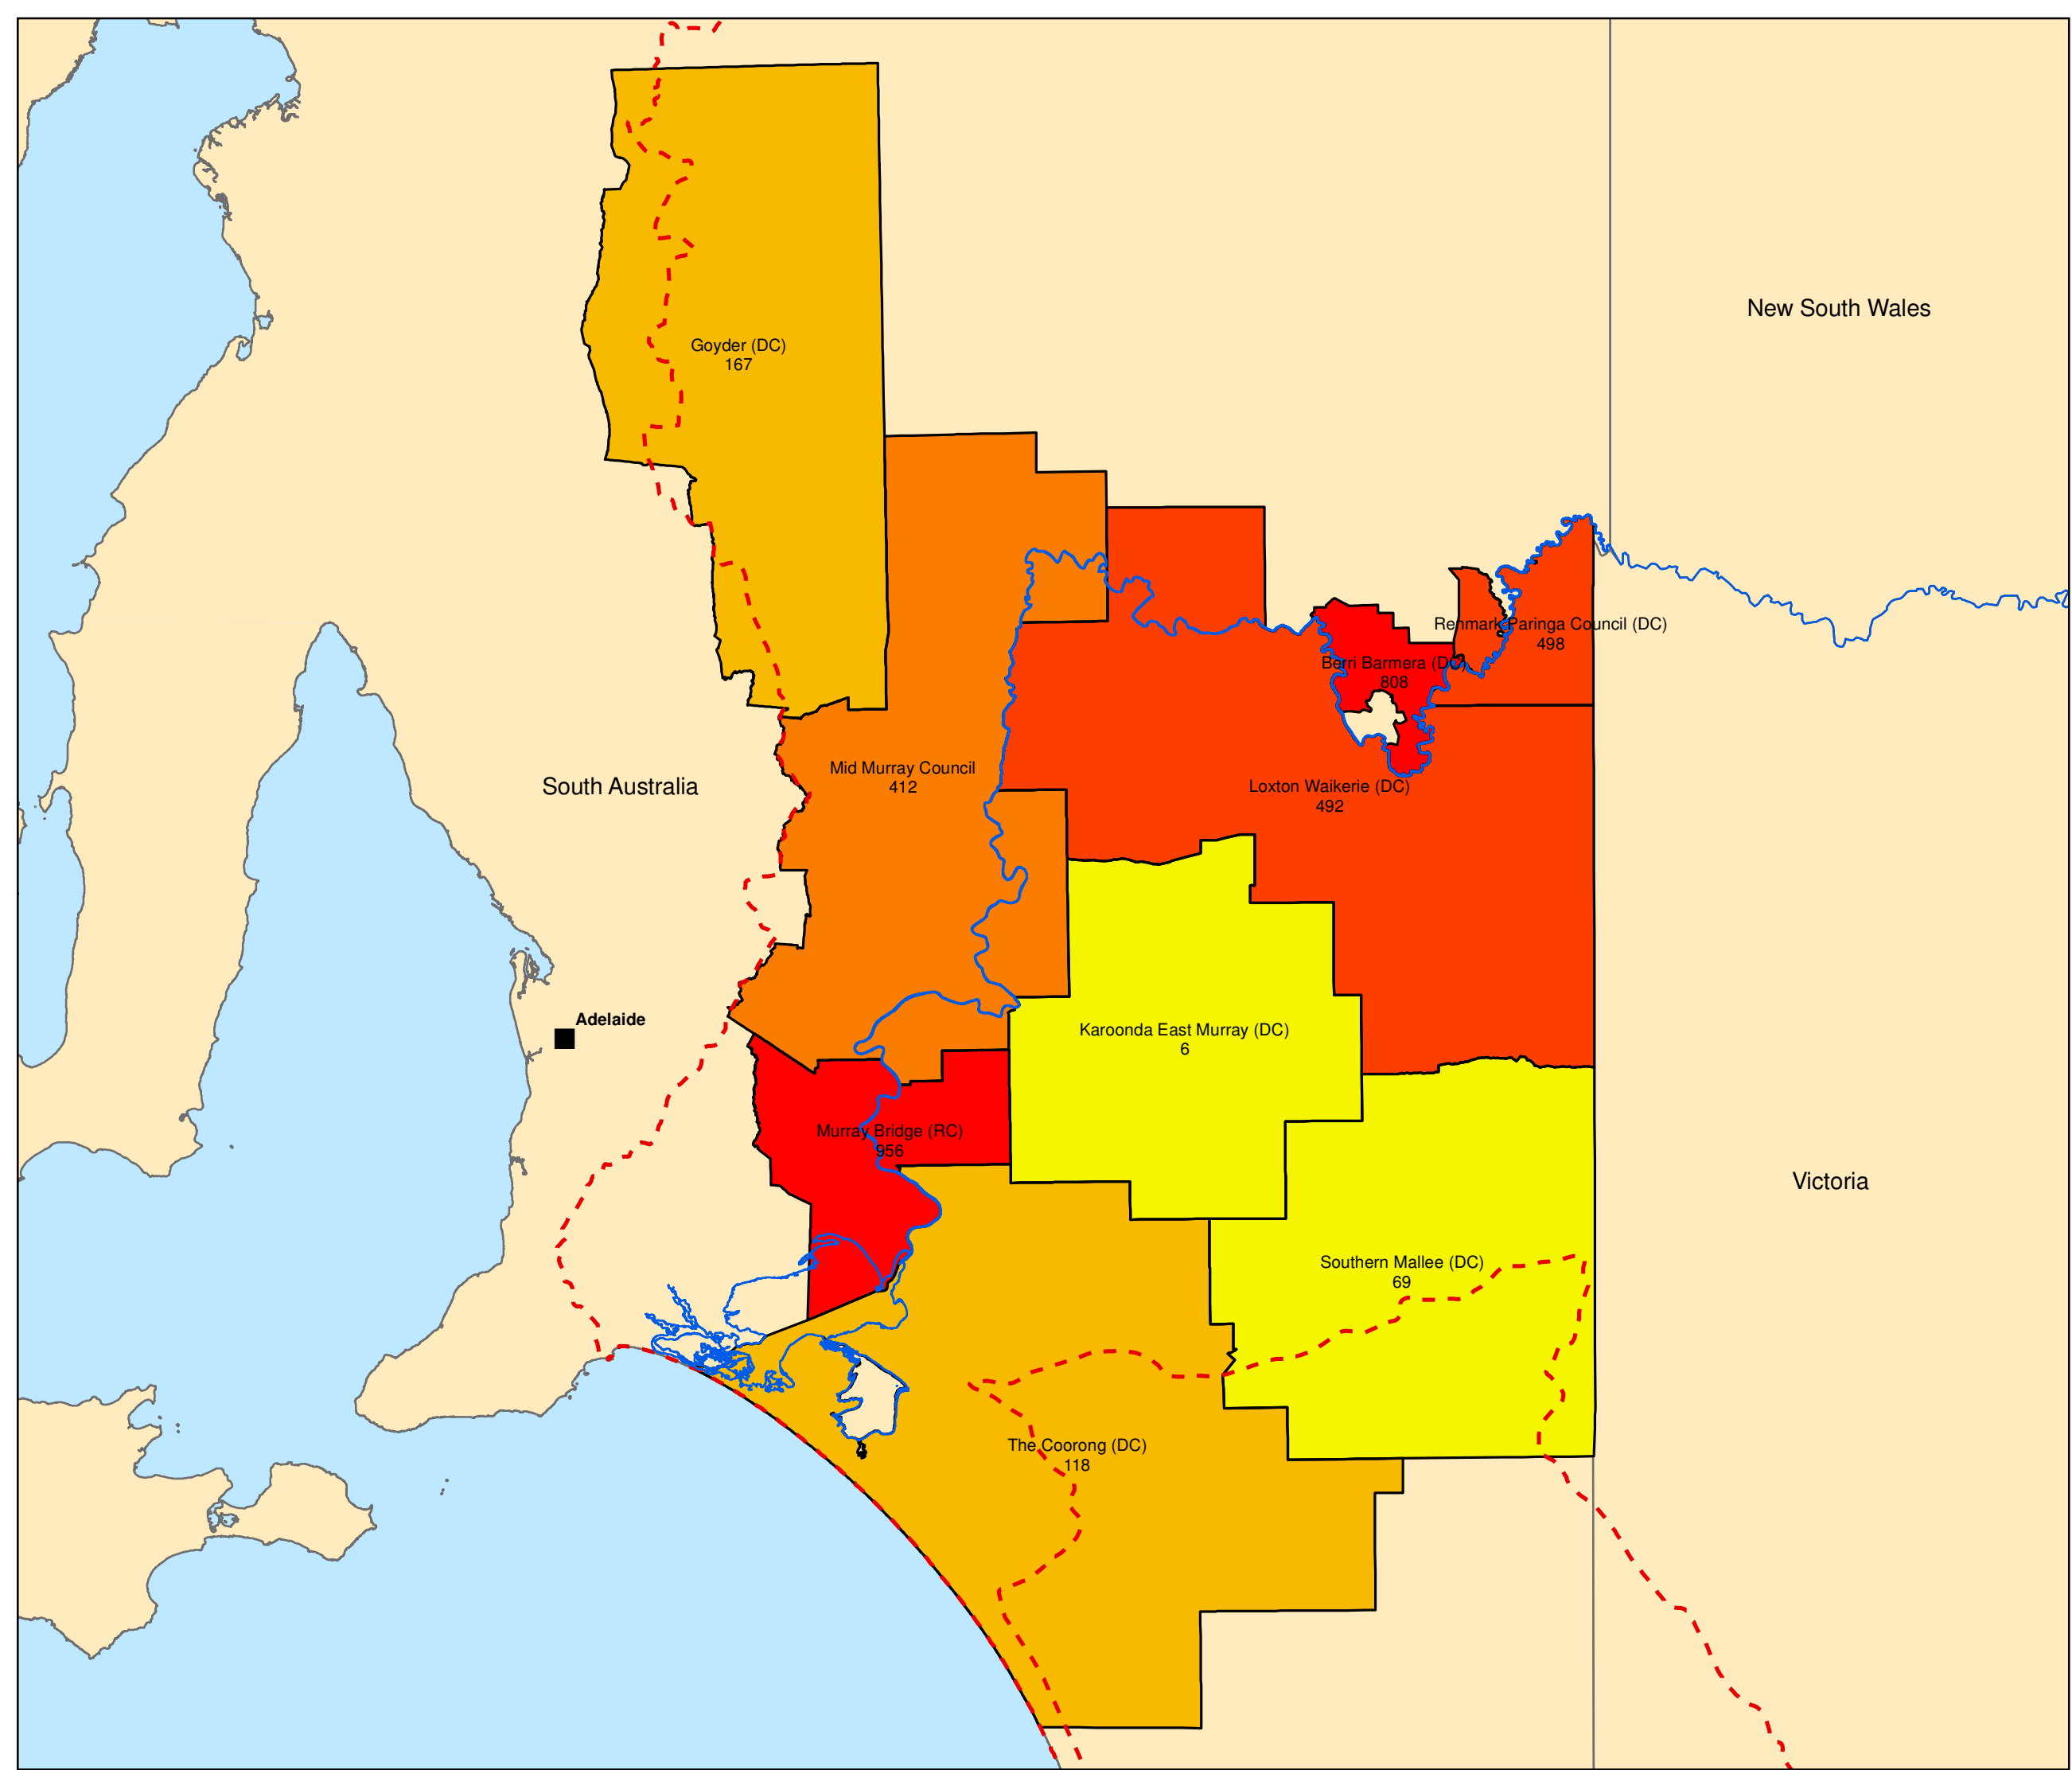 New South Wales
Goyder (DC)
167
Renmark Paringa Council (DC)
498
Berri Barmera (DC)
808
Mid Murray Council
412
South Australia
Loxton Waikerie (DC)
492
Adelaide
Karoonda East Murray (DC)
6
Murray Bridge (RC)
956
Victoria
Southern Mallee (DC)
69
The Coorong (DC)
118